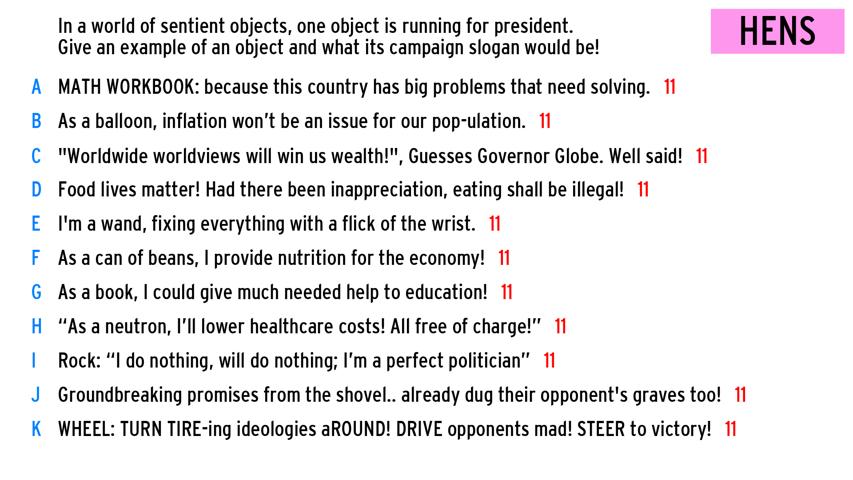 In a world of sentient objects, one object is running for president.
Give an example of an object and what its campaign slogan would be!
HENS
A MATH WORKBOOK: because this country has big problems that need solving. 11
B As a balloon, inflation won't be an issue for our pop-ulation. 11
C "Worldwide worldviews will win us wealth!", Guesses Governor Globe. Well said! 11
D Food lives matter! Had there been inappreciation, eating shall be illegal! 11
E I'm a wand, fixing everything with a flick of the wrist. 11
F As a can of beans, I provide nutrition for the economy! 11
G As a book, I could give much needed help to education! 11
H “As a neutron, I’ll lower healthcare costs! All free of charge!” 11
I Rock: “I do nothing, will do nothing; I’m a perfect politician” 11
J Groundbreaking promises from the shovel.. already dug their opponent's graves too! 11
K WHEEL: TURN TIRE-ing ideologies aROUND! DRIVE opponents mad! STEER to victory! 11